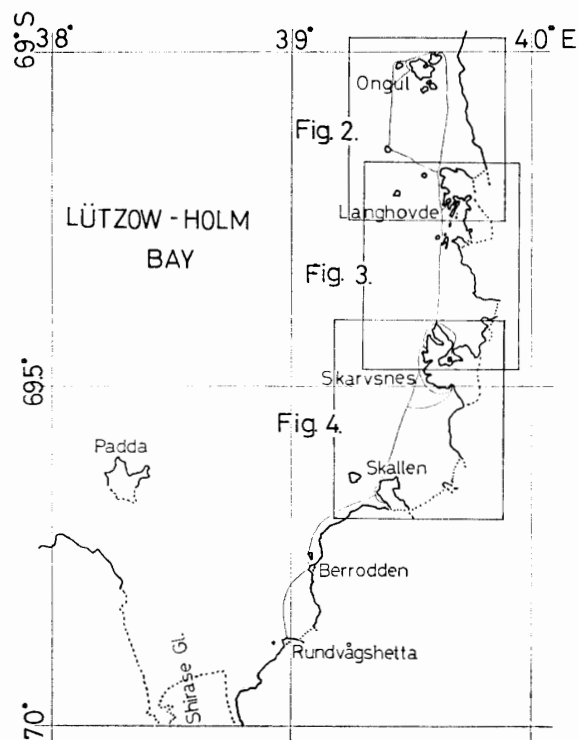 38°
39°
40° E
69° S
Ongul
Fig. 2.
LÜTZOW - HOLM
BAY
Langhovde
Fig. 3.
69.5
Skarvsnes
Fig. 4.
Padda
Skallen
Berrodden
Rundvågshetta
Shirase Gl.
70°